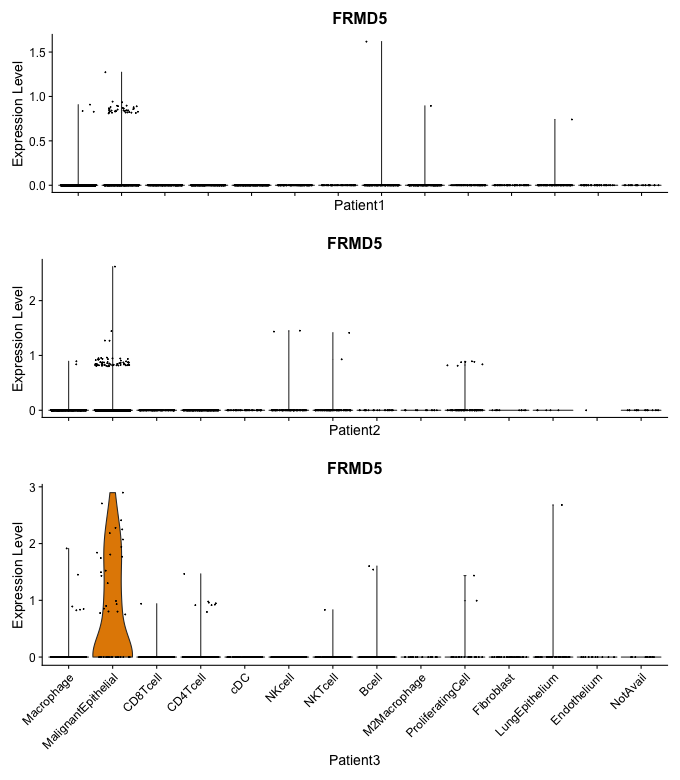 FRMD5
Expression Level
1.5
1.0
0.5
0.0
Patient1
FRMD5
Expression Level
2
1
0
Patient2
FRMD5
Expression Level
3
2
1
0
Macrophage
MalignantEpithelial
CD8Tcell
CD4Tcell
cDC
NKcell
NKTcell
Bcell
M2Macrophage
ProliferatingCell
Fibroblast
LungEpithelium
Endothelium
NotAvail
Patient3